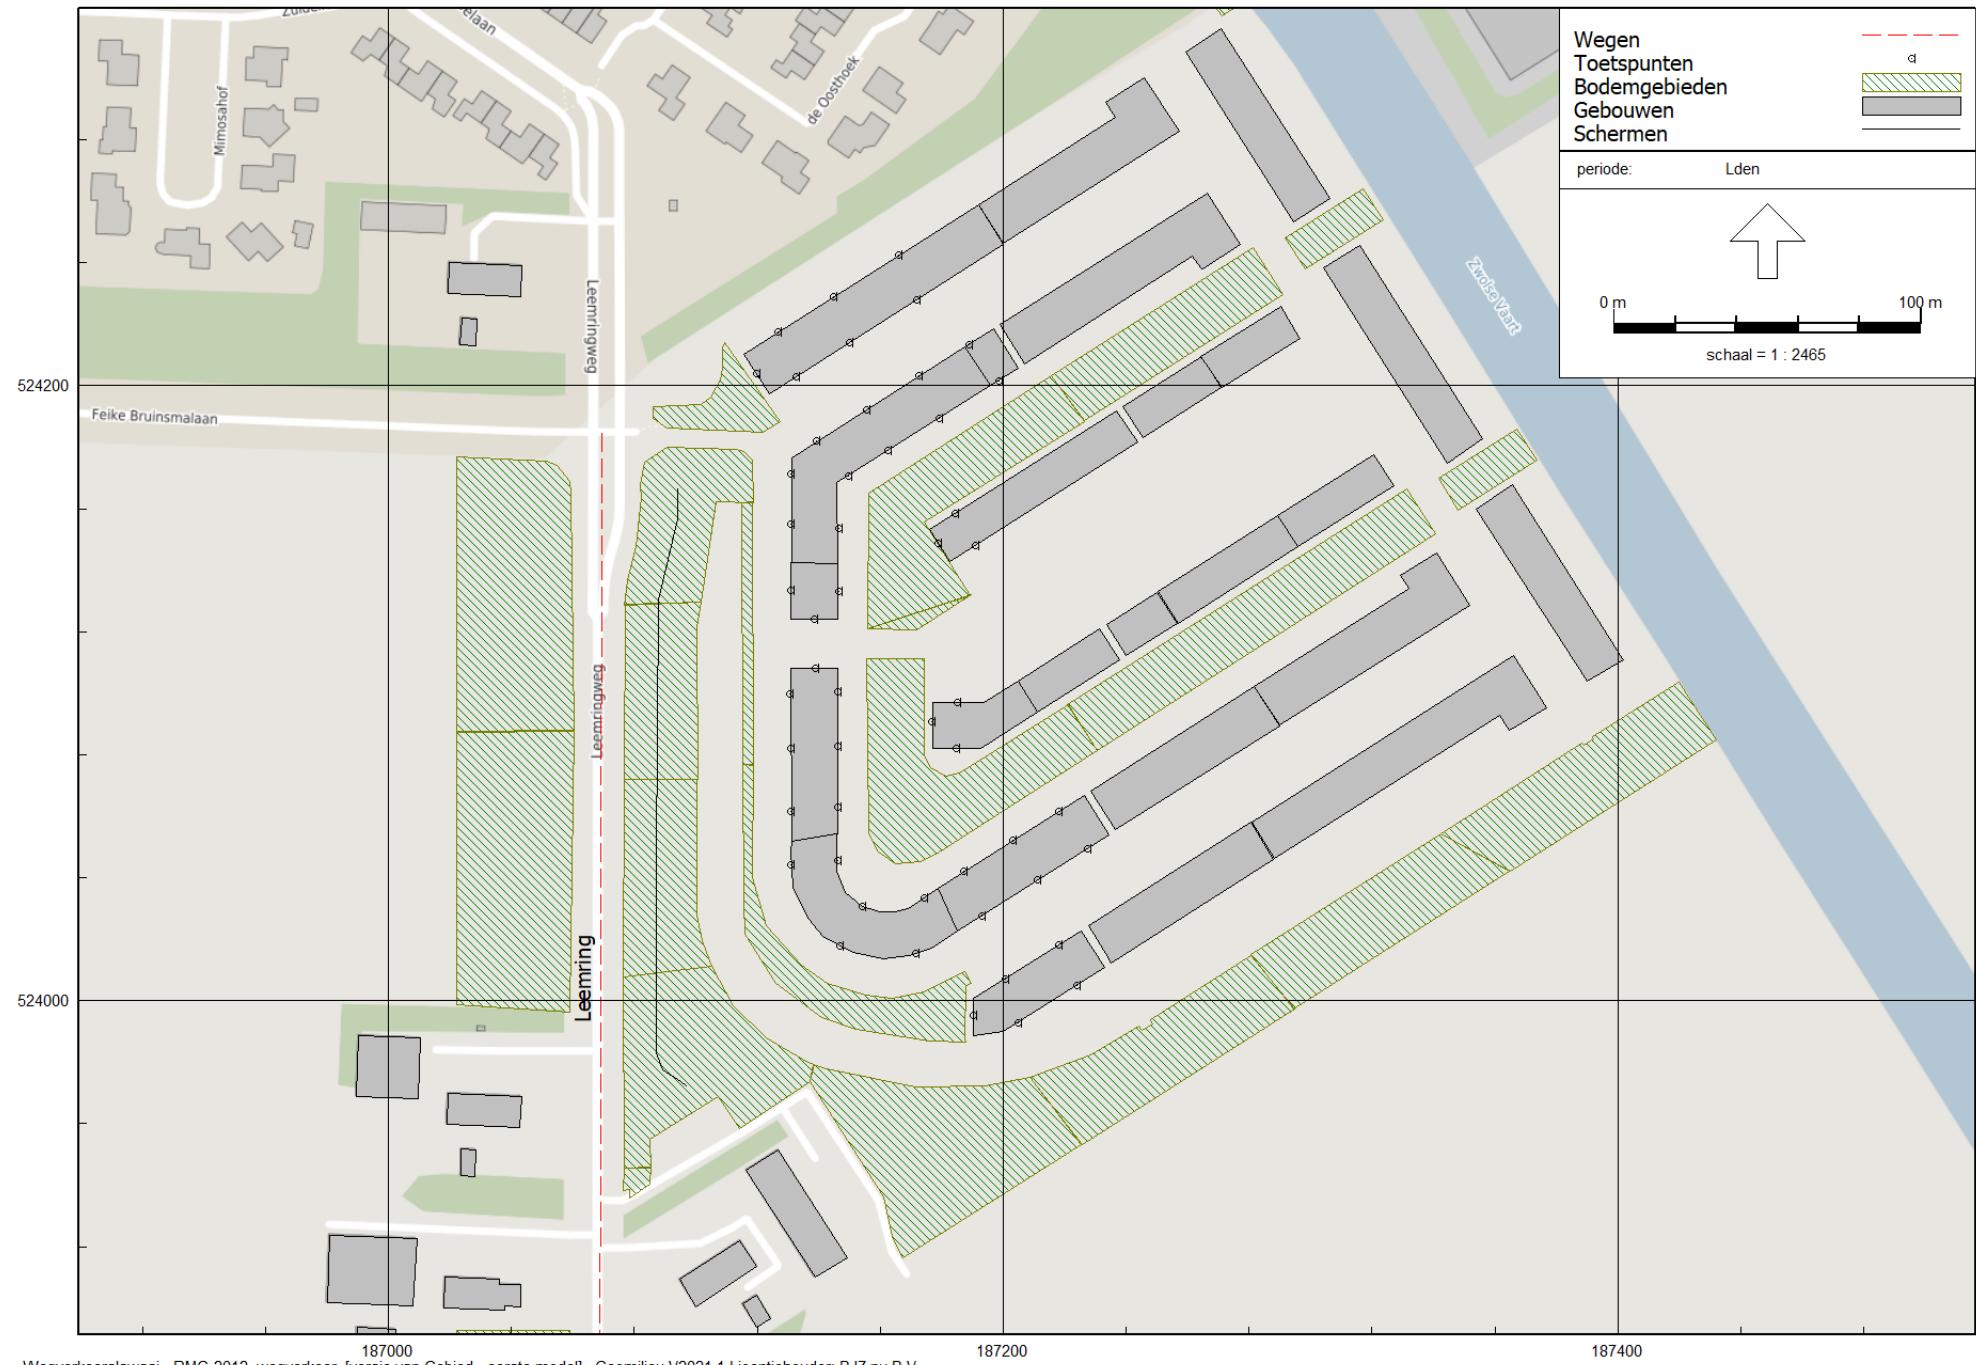 Wegen
Toetspunten
Bodemgebieden
Gebouwen
Schermen
periode: Lden
0 m 100 m
schaal = 1 : 2465
elaan
Mimosahof
de Oosthoek
Leemringweg
Zwolse Vaart
524200
Feike Bruinsmalaan
Leemringweg
Leemring
524000
187000 187200 187400